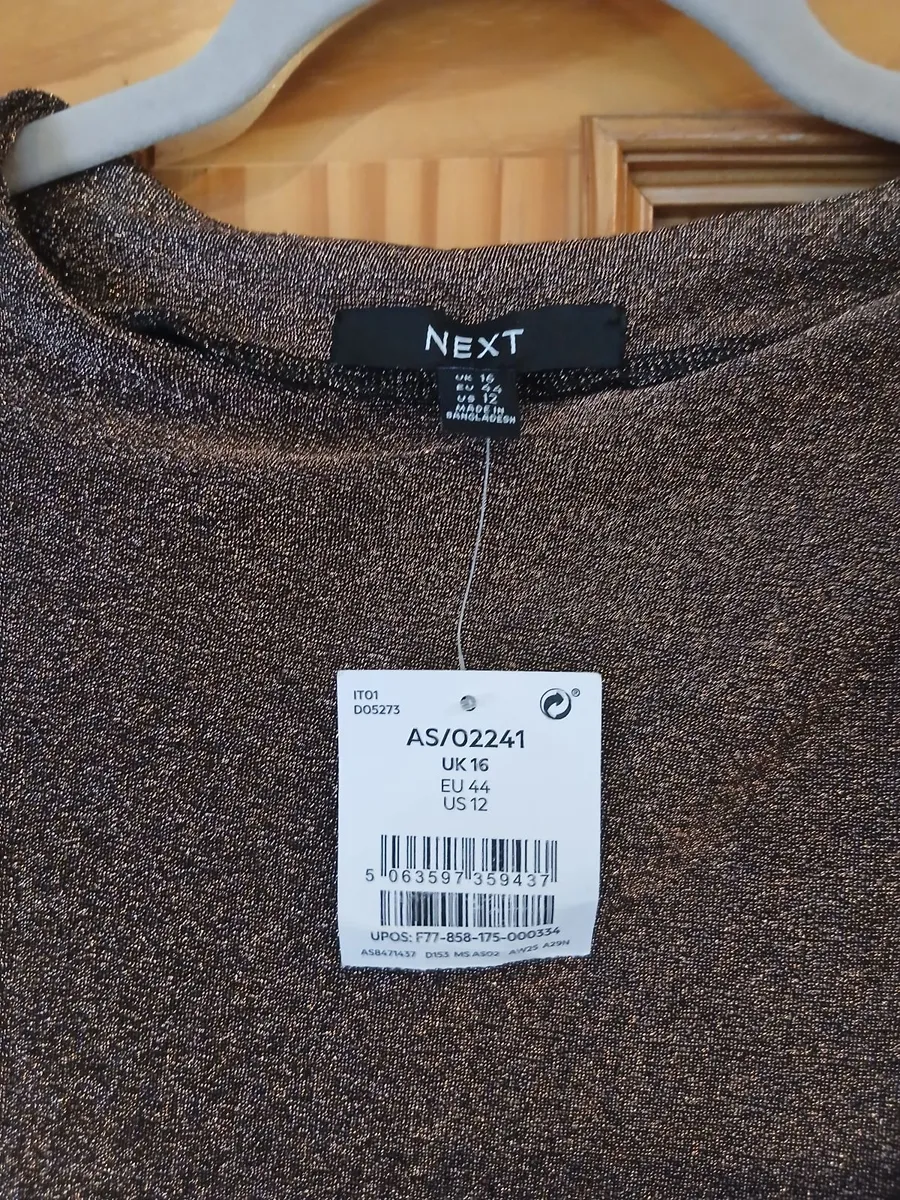 NEXT
UK 16
EU 44
US 12
MADE IN
BANGLADESH
IT01
D05273
®
AS/02241
UK 16
EU 44
US 12
5 063597 359437
UPOS: F77-858-175-000334
AS8471437 D153 MS AS02 AW25 A29N